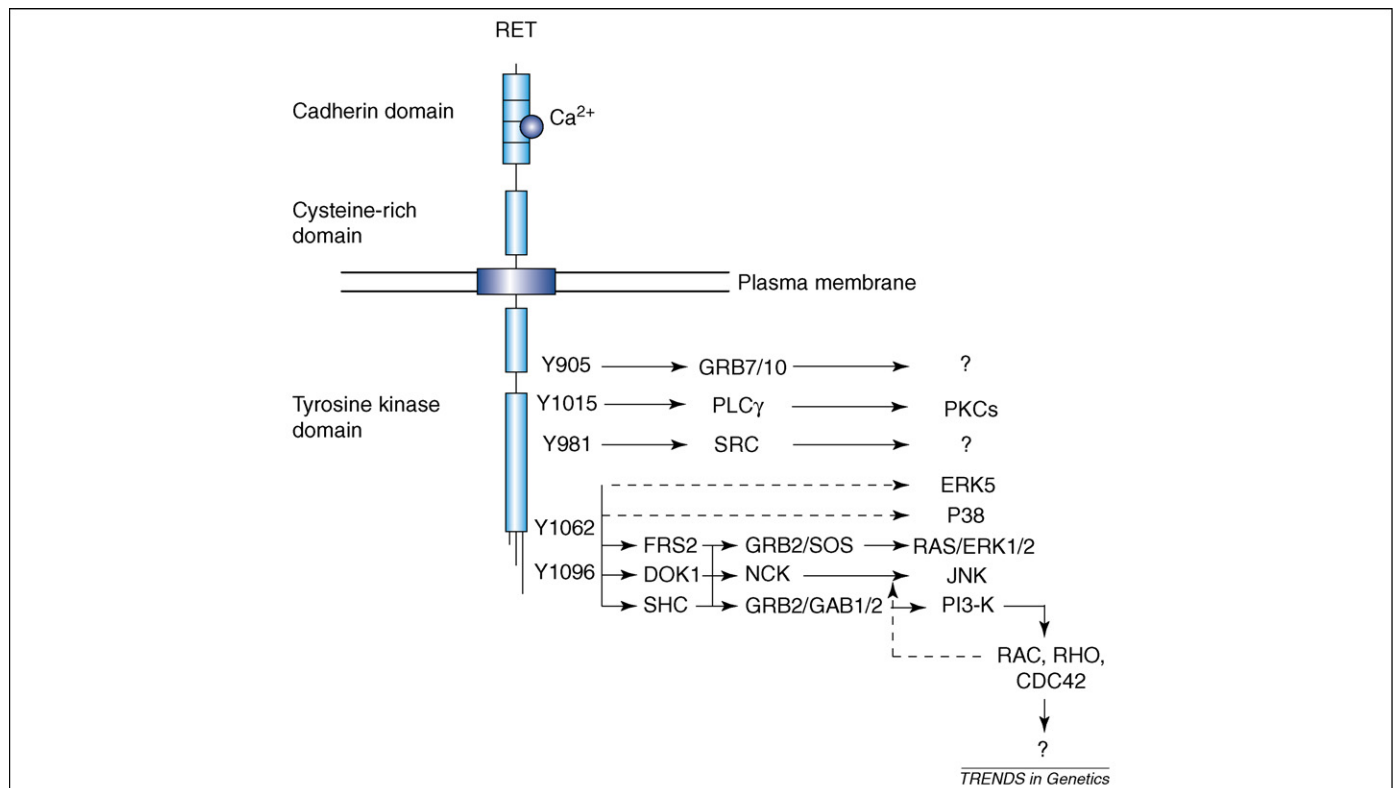 RET
Cadherin domain
Ca2+
Cysteine-rich
domain
Plasma membrane
Tyrosine kinase
domain
Y905 GRB7/10 ?
Y1015 PLCγ PKCs
Y981 SRC ?
ERK5
P38
Y1062
FRS2 GRB2/SOS RAS/ERK1/2
Y1096 DOK1 NCK JNK
SHC GRB2/GAB1/2 PI3-K
RAC, RHO,
CDC42
?
TRENDS in Genetics